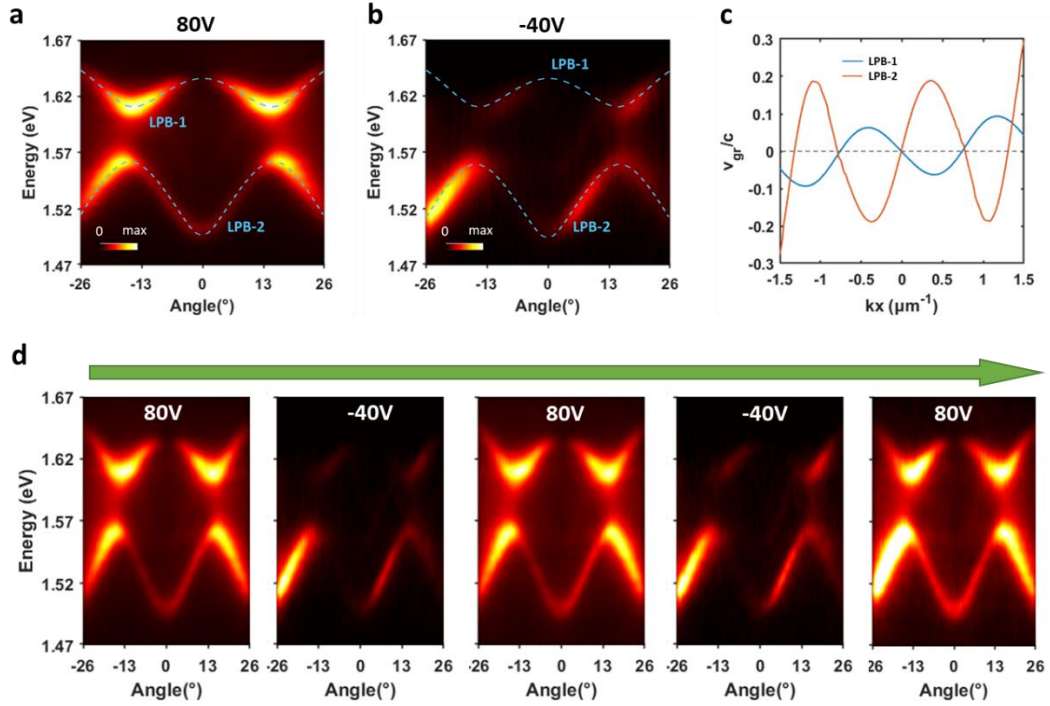 a
80V
1.67
1.62
1.57
1.52
1.47
Energy (eV)
LPB-1
LPB-2
0 max
-26 -13 0 13 26
Angle(°)
b
-40V
1.67
1.62
1.57
1.52
1.47
Energy (eV)
LPB-1
LPB-2
0 max
-26 -13 0 13 26
Angle(°)
c
LPB-1
LPB-2
0.3
0.2
0.1
0
-0.1
-0.2
-0.3
vgr/c
-1.5 -1 -0.5 0 0.5 1 1.5
kx (µm-1)
d
80V
-40V
80V
-40V
80V
1.67
1.62
1.57
1.52
1.47
Energy (eV)
-26 -13 0 13 26
Angle(°)
-26 -13 0 13 26
Angle(°)
-26 -13 0 13 26
Angle(°)
-26 -13 0 13 26
Angle(°)
26 -13 0 13 26
Angle(°)